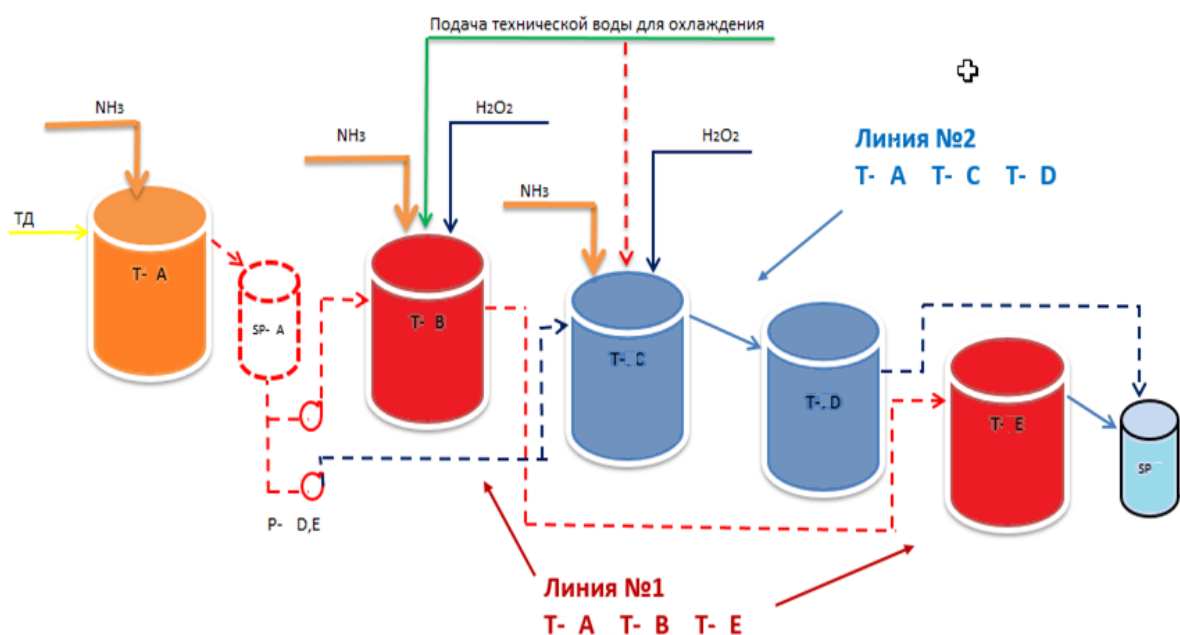 Подача технической воды для охлаждения
NH₃
H₂O₂
NH₃
H₂O₂
Линия №2
Т- А Т- С Т- D
NH₃
ТД
Т- А
SP- А
Т- В
Т- С
Т- D
Т- Е
SP
Р- D,E
Линия №1
Т- А Т- В Т- Е